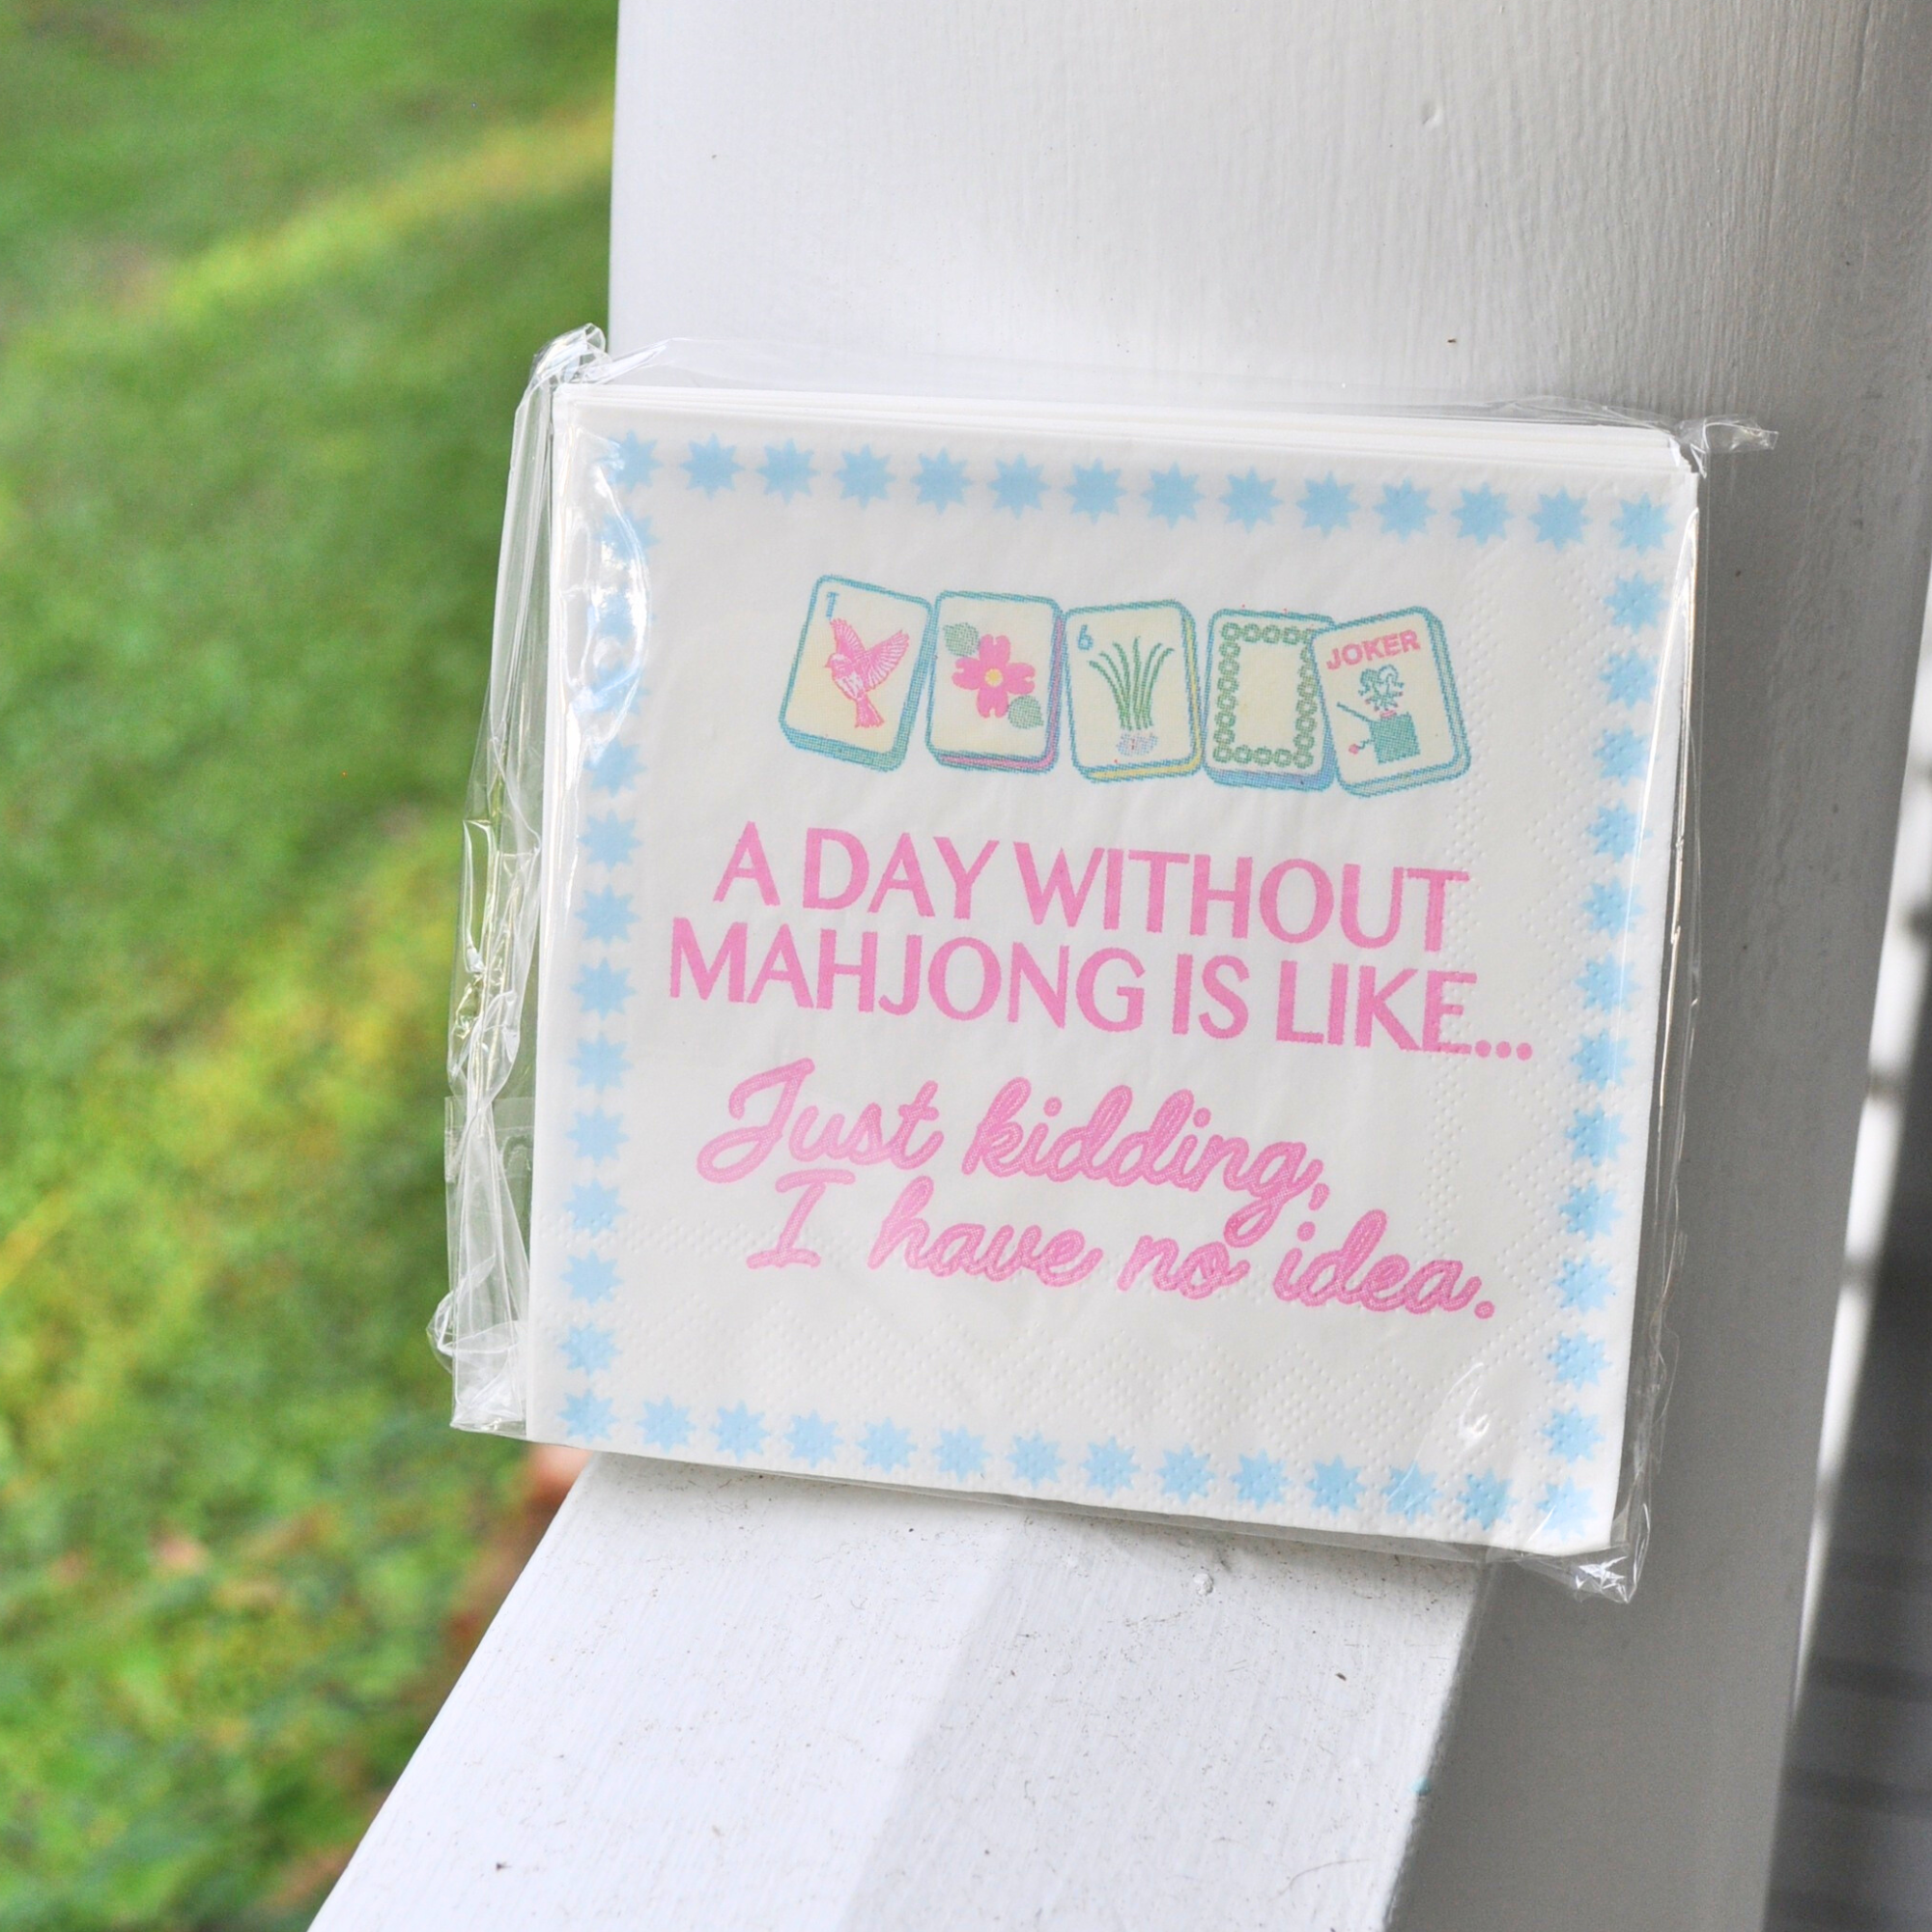 1
6
JOKER
A DAY WITHOUT
MAHJONG IS LIKE...
Just kidding,
I have no idea.